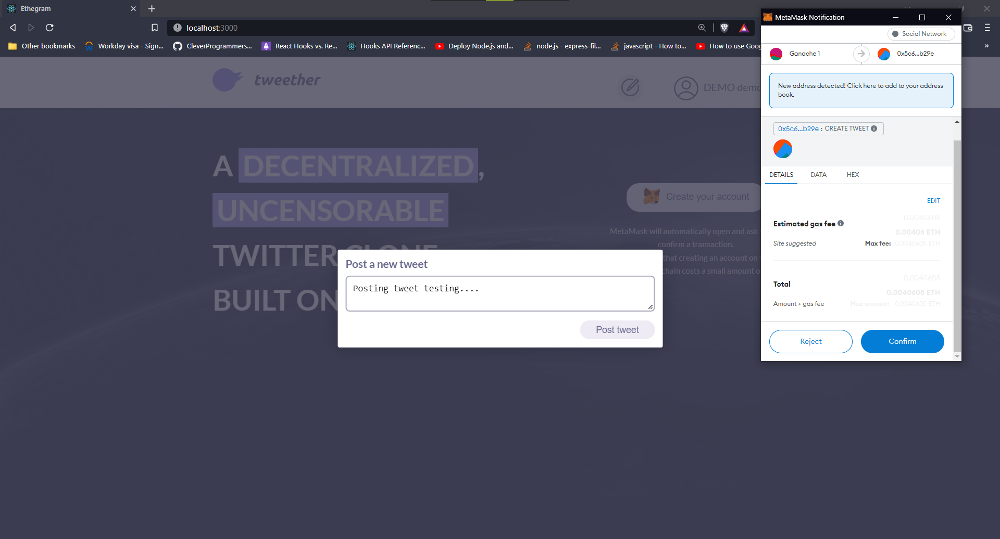 Ethegram
localhost:3000
Other bookmarks
Workday visa - Sign...
CleverProgrammers...
React Hooks vs. Re...
Hooks API Referenc...
Deploy Node.js and...
node.js - express-fil...
javascript - How to...
How to use Goog
»
tweether
DEMO demo
A DECENTRALIZED,
UNCENSORABLE
TWITTER CLONE
BUILT ON
Create your account
MetaMask will automatically open and ask
confirm a transaction.
that creating an account on
chain costs a small amount o
Post a new tweet
Posting tweet testing....
Post tweet
MetaMask Notification
Social Network
Ganache 1
0x5c6...b29e
New address detected! Click here to add to your address
book.
0x5c6...b29e : CREATE TWEET
DETAILS
DATA
HEX
EDIT
0.0040605
Estimated gas fee
0.00406 ETH
Site suggested
Max fee: 0.0040605 ETH
0.0040605
Total
0.0040605 ETH
Amount + gas fee
Max amount: 0.0040605 ETH
Reject
Confirm